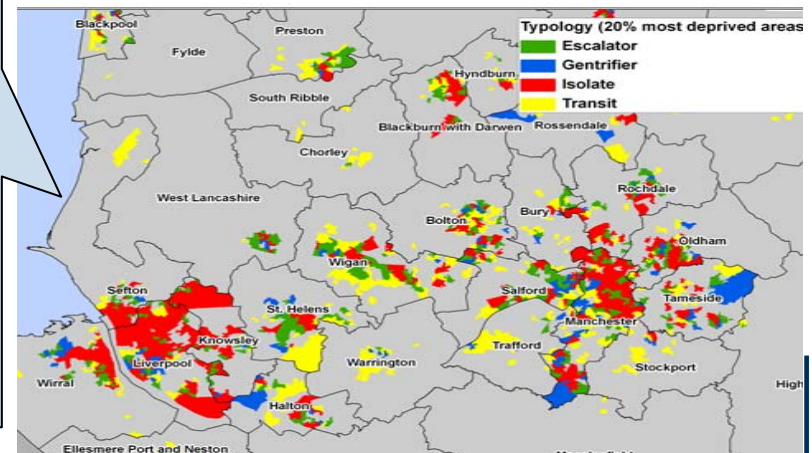 Blackpool
Fylde
Preston
Typology (20% most deprived areas
Escalator
Gentrifier
Isolate
Transit
Hyndburn
South Ribble
Blackburn with Darwen
Rossendale
Chorley
West Lancashire
Rochdale
Bolton
Bury
Oldham
Wigan
Sefton
St. Helens
Salford
Tameside
Manchester
Knowsley
Liverpool
Trafford
Wirral
Warrington
Stockport
Halton
High
Ellesmere Port and Neston